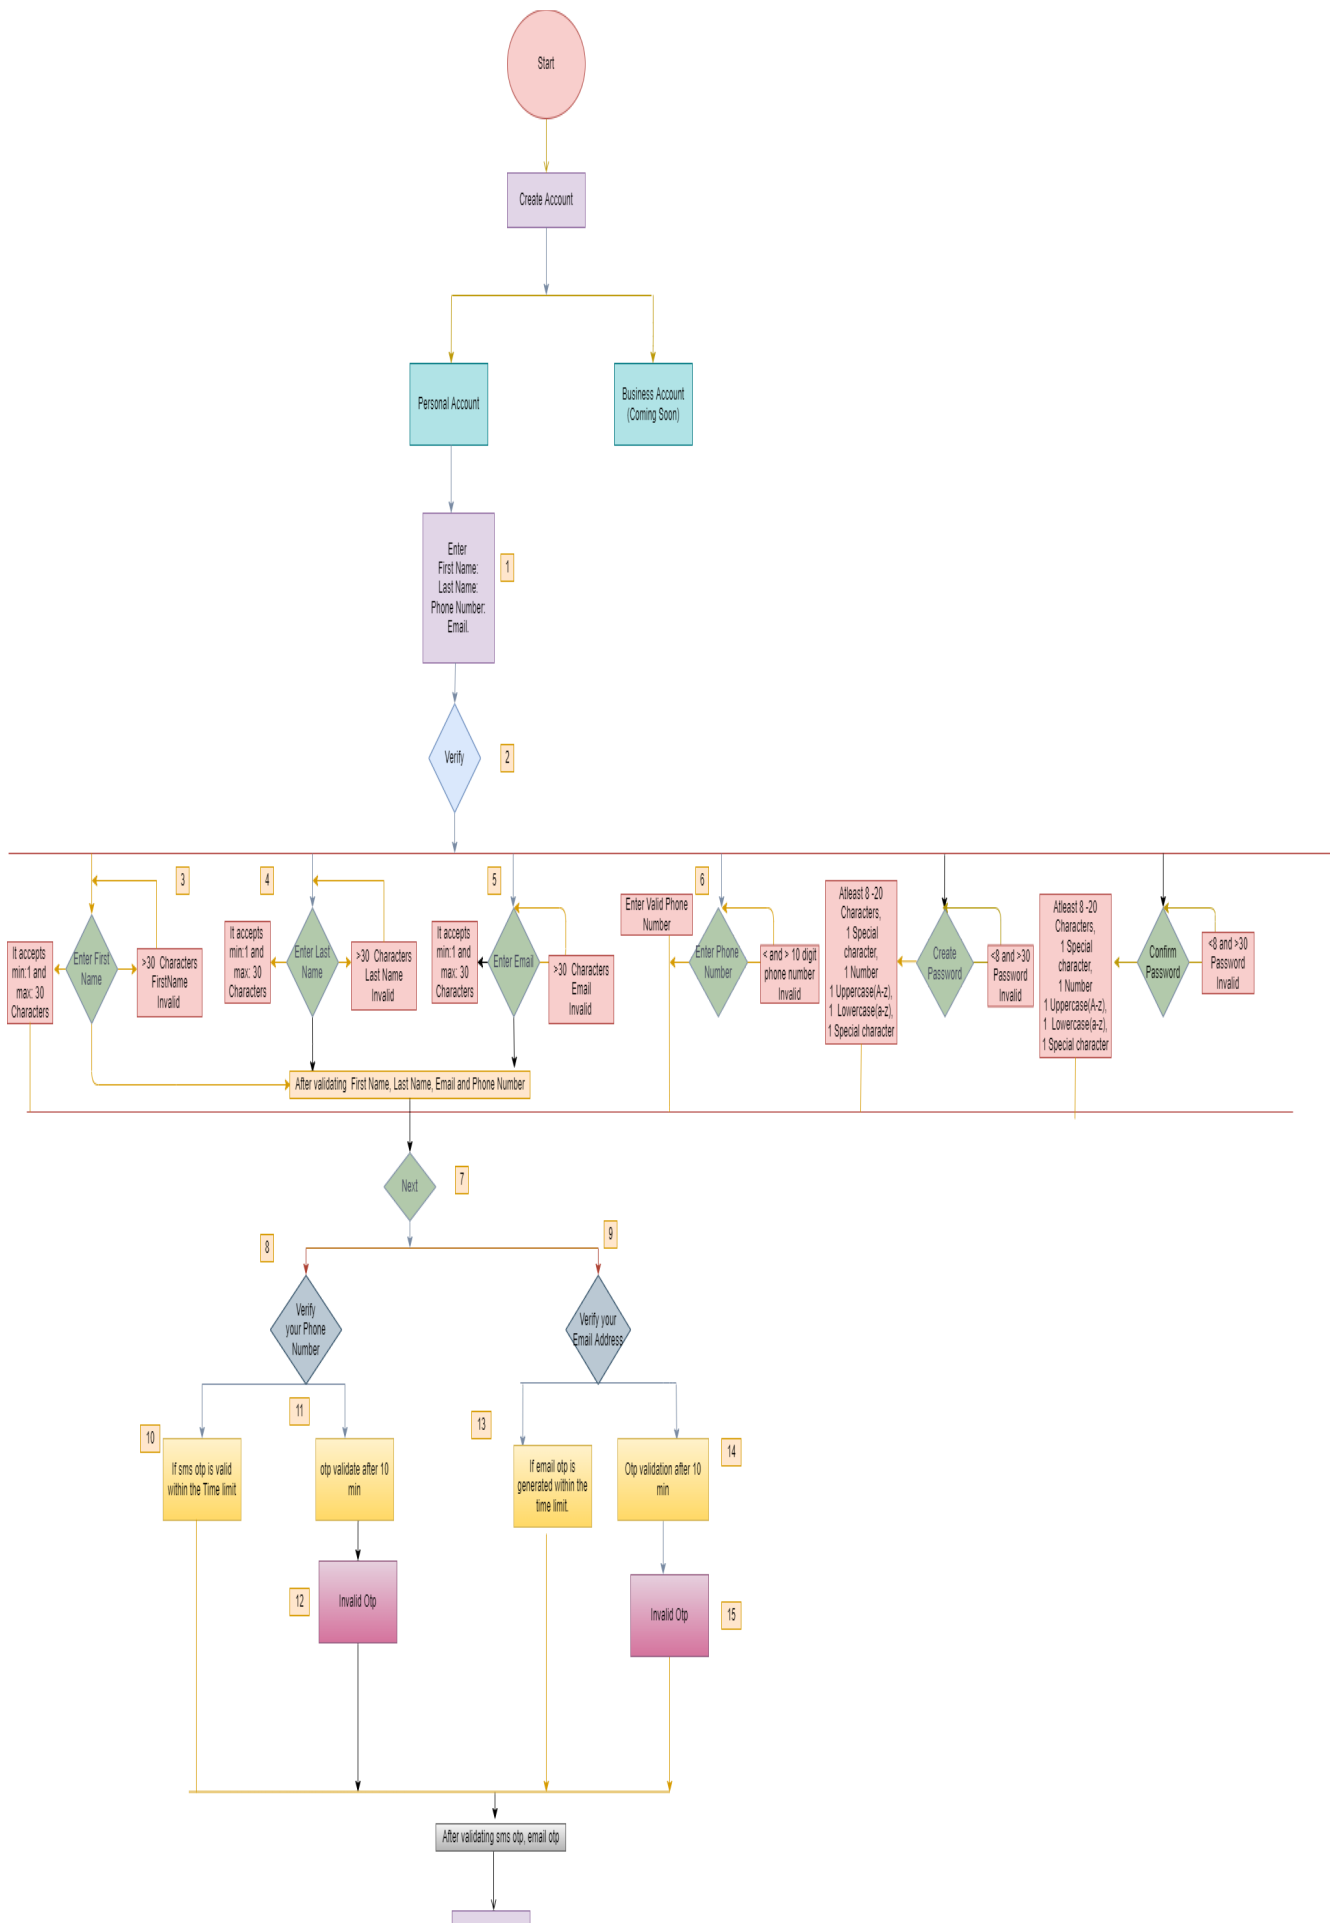 Start
Create Account
Personal Account
Business Account
(Coming Soon)
Enter
First Name:
Last Name:
Phone Number:
Email.
1
Verify
2
3
4
5
6
It accepts
min:1 and
max: 30
Characters
Enter First
Name
>30 Characters
FirstName
Invalid
It accepts
min:1 and
max: 30
Characters
Enter Last
Name
>30 Characters
Last Name
Invalid
It accepts
min:1 and
max: 30
Characters
Enter Email
>30 Characters
Email
Invalid
Enter Valid Phone
Number
Enter Phone
Number
< and > 10 digit
phone number
Invalid
Atleast 8 -20
Characters,
1 Special
character,
1 Number
1 Uppercase(A-z),
1 Lowercase(a-z),
1 Special character
Create
Password
<8 and >30
Password
Invalid
Atleast 8 -20
Characters,
1 Special
character,
1 Number
1 Uppercase(A-z),
1 Lowercase(a-z),
1 Special character
Confirm
Password
<8 and >30
Password
Invalid
After validating First Name, Last Name, Email and Phone Number
Next
7
8
9
Verify
your Phone
Number
Verify your
Email Address
10
If sms otp is valid
within the Time limit
11
otp validate after 10
min
13
If email otp is
generated within the
time limit.
Otp validation after 10
min
14
12
Invalid Otp
Invalid Otp
15
After validating sms otp, email otp